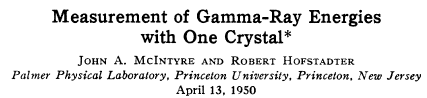 Measurement of Gamma-Ray Energies
with One Crystal*
JOHN A. MCINTYRE AND ROBERT HOFSTADTER
Palmer Physical Laboratory, Princeton University, Princeton, New Jersey
April 13, 1950